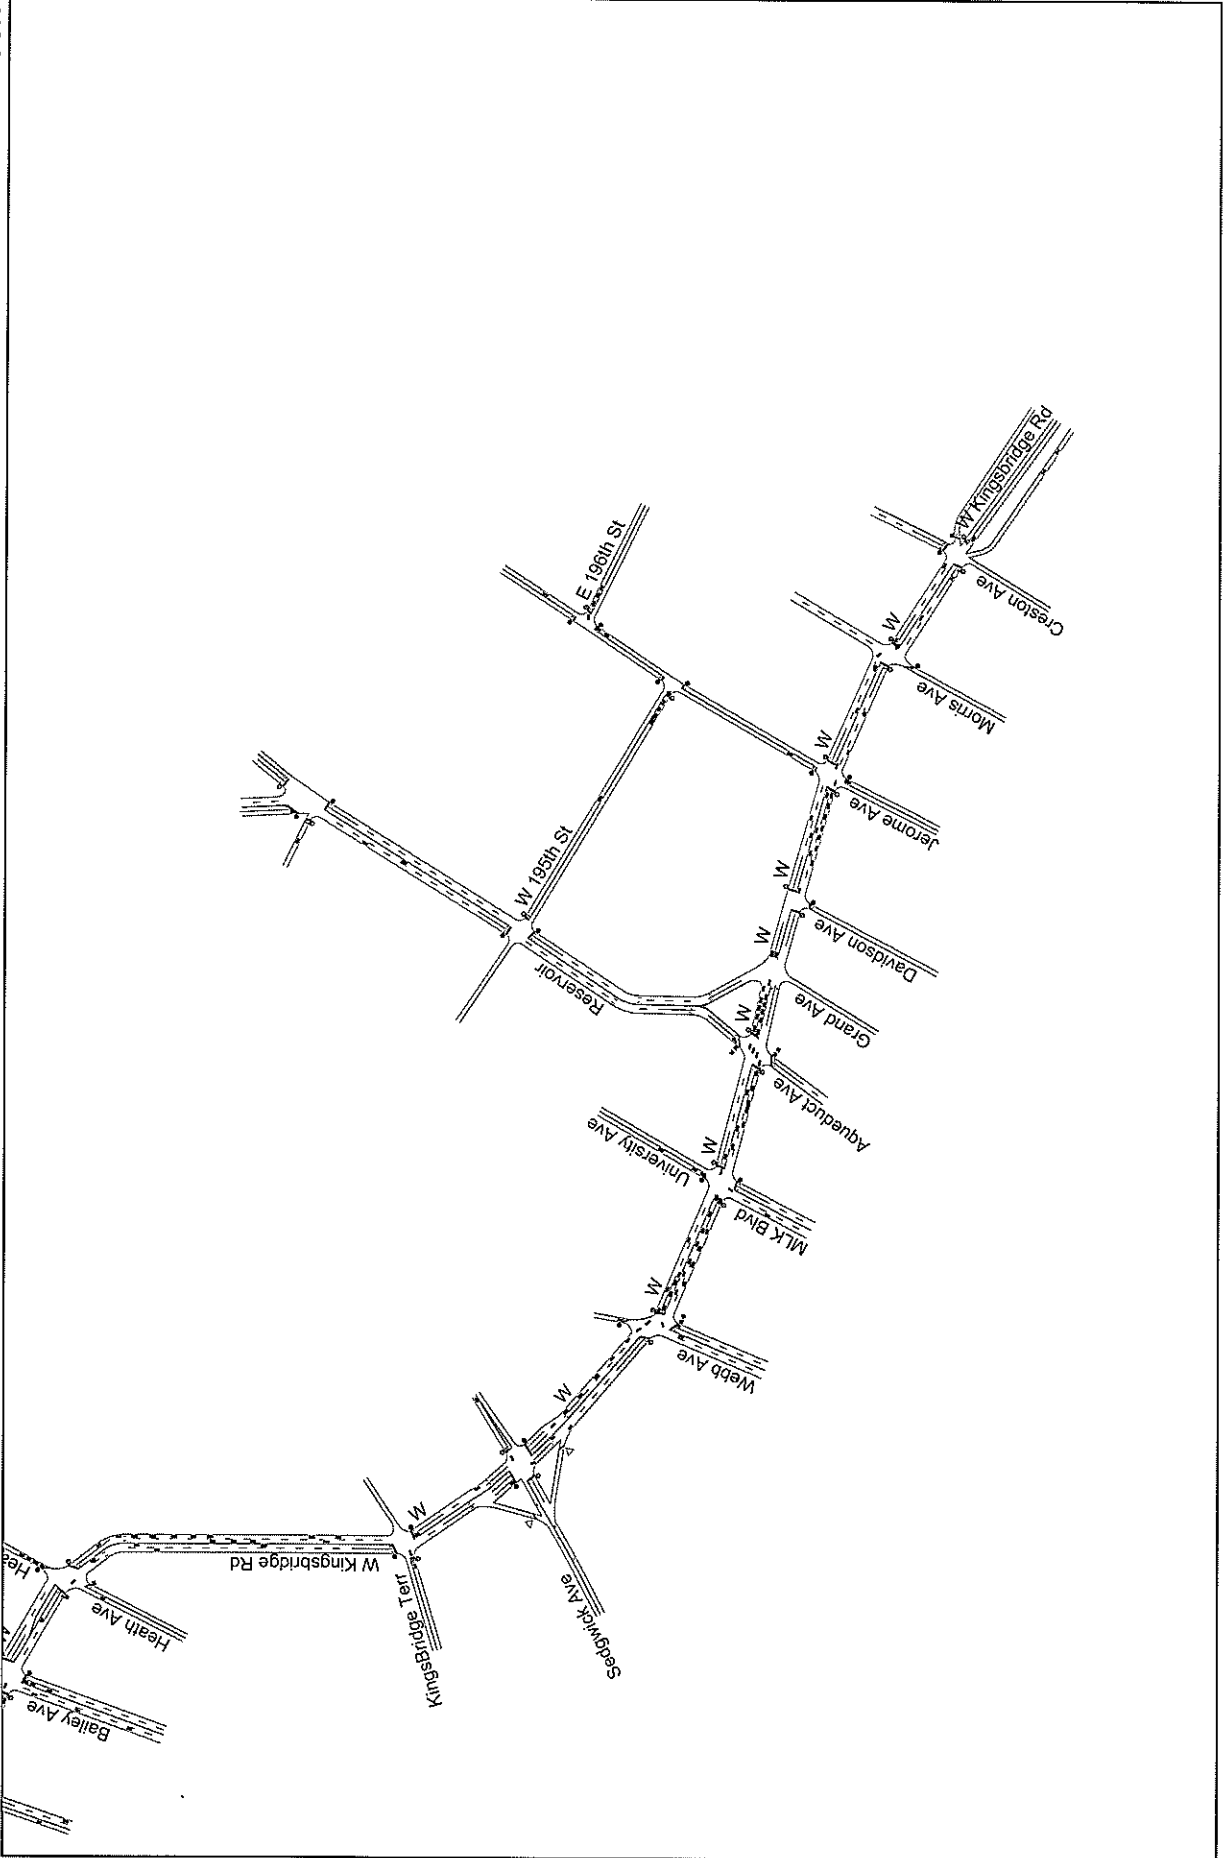 W Kingsbridge Rd
E 196th St
Creston Ave
W
Morris Ave
W
Jerome Ave
W 195th St
W
Davidson Ave
W
Grand Ave
Reservoir
W
Aqueduct Ave
University Ave
W
MLK Blvd
W
Webb Ave
W
Sedgwick Ave
W
KingsBridge Terr
W Kingsbridge Rd
Hea
Heath Ave
Bailey Ave